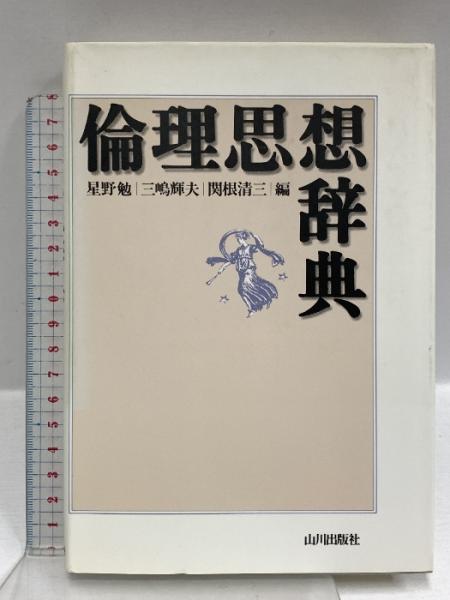 倫理思想
辞典
星野勉|三嶋輝夫|関根清三|編
山川出版社